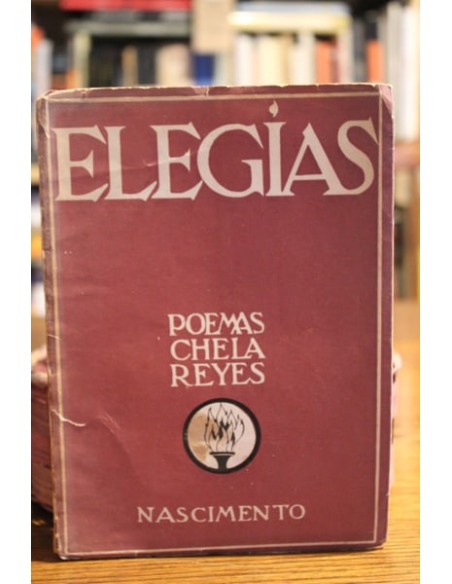 ELEGÍAS
POEMAS
CHELA
REYES
NASCIMENTO